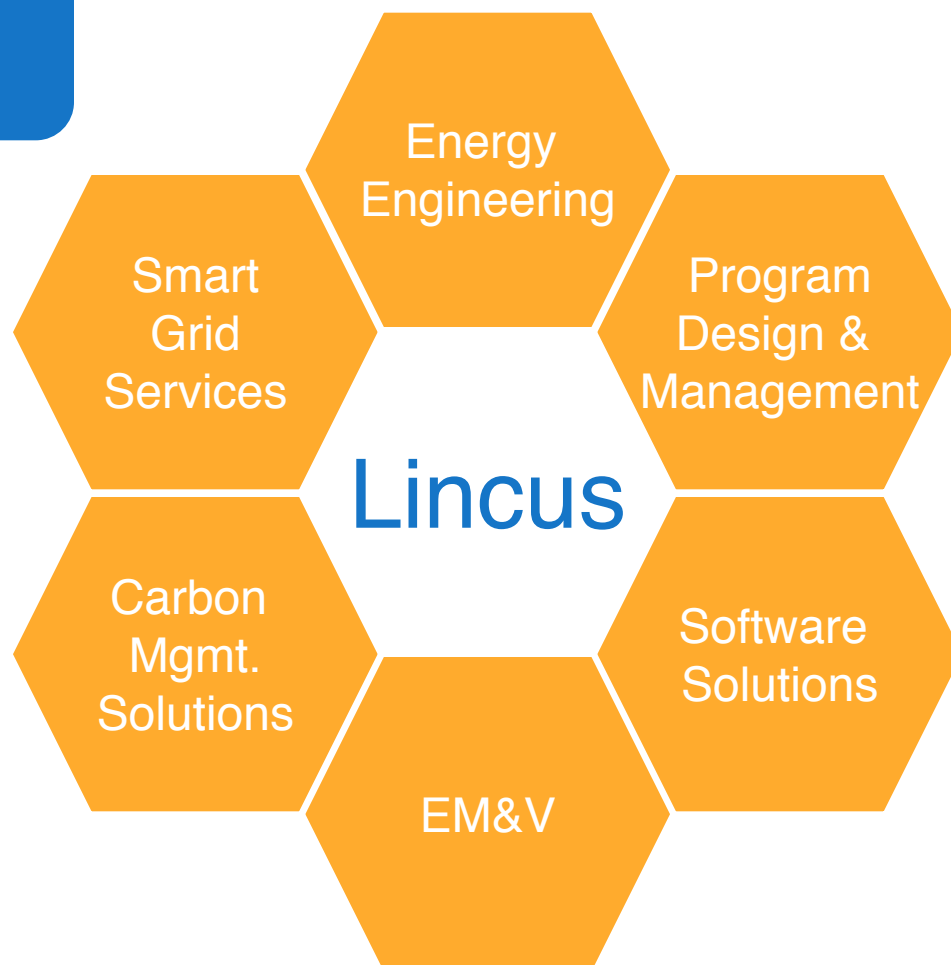 Energy
Engineering
Smart
Grid
Services
Program
Design &
Management
Lincus
Carbon
Mgmt.
Solutions
Software
Solutions
EM&V